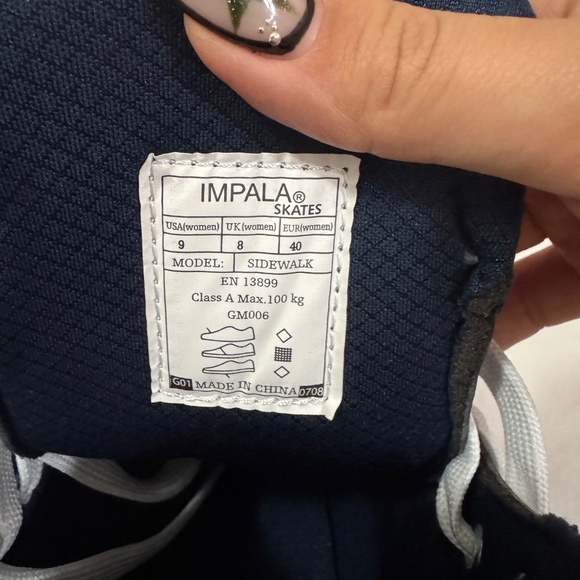 IMPALA®
SKATES
USA(women) UK(women) EUR(women)
9 8 40
MODEL: SIDEWALK
EN 13899
Class A Max.100 kg
GM006
G01 MADE IN CHINA 0708